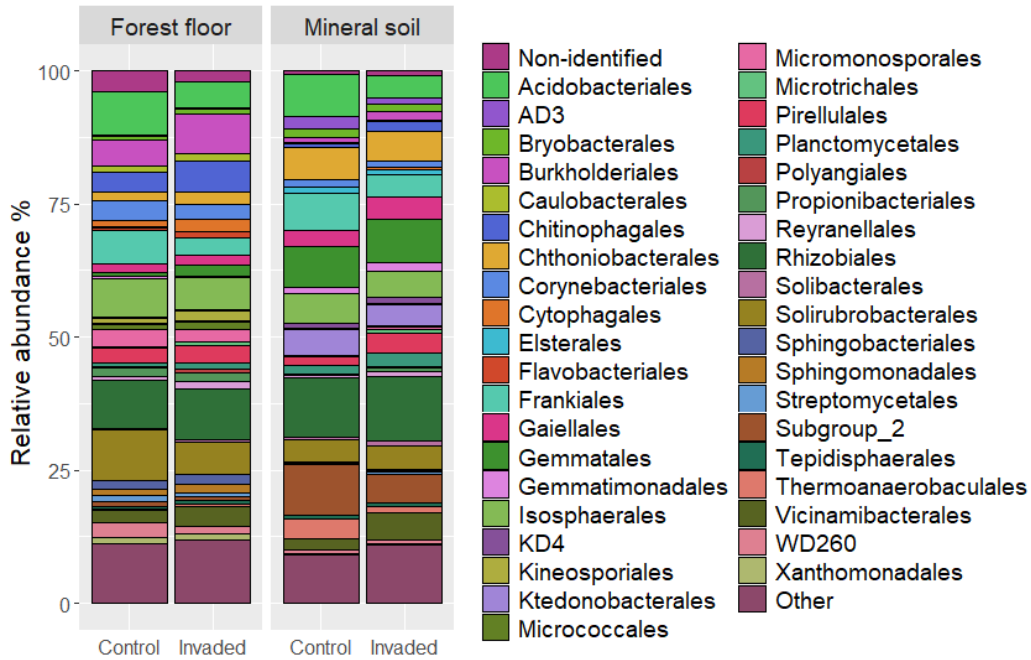 Forest floor
Mineral soil
Relative abundance %
100
75
50
25
0
Control
Invaded
Control
Invaded
Non-identified
Acidobacteriales
AD3
Bryobacterales
Burkholderiales
Caulobacterales
Chitinophagales
Chthoniobacterales
Corynebacteriales
Cytophagales
Elsterales
Flavobacteriales
Frankiales
Gaiellales
Gemmatales
Gemmatimonadales
Isosphaerales
KD4
Kineosporiales
Ktedonobacterales
Micrococcales
Micromonosporales
Microtrichales
Pirellulales
Planctomycetales
Polyangiales
Propionibacteriales
Reyranellales
Rhizobiales
Solibacterales
Solirubrobacterales
Sphingobacteriales
Sphingomonadales
Streptomycetales
Subgroup_2
Tepidisphaerales
Thermoanaerobaculales
Vicinamibacterales
WD260
Xanthomonadales
Other